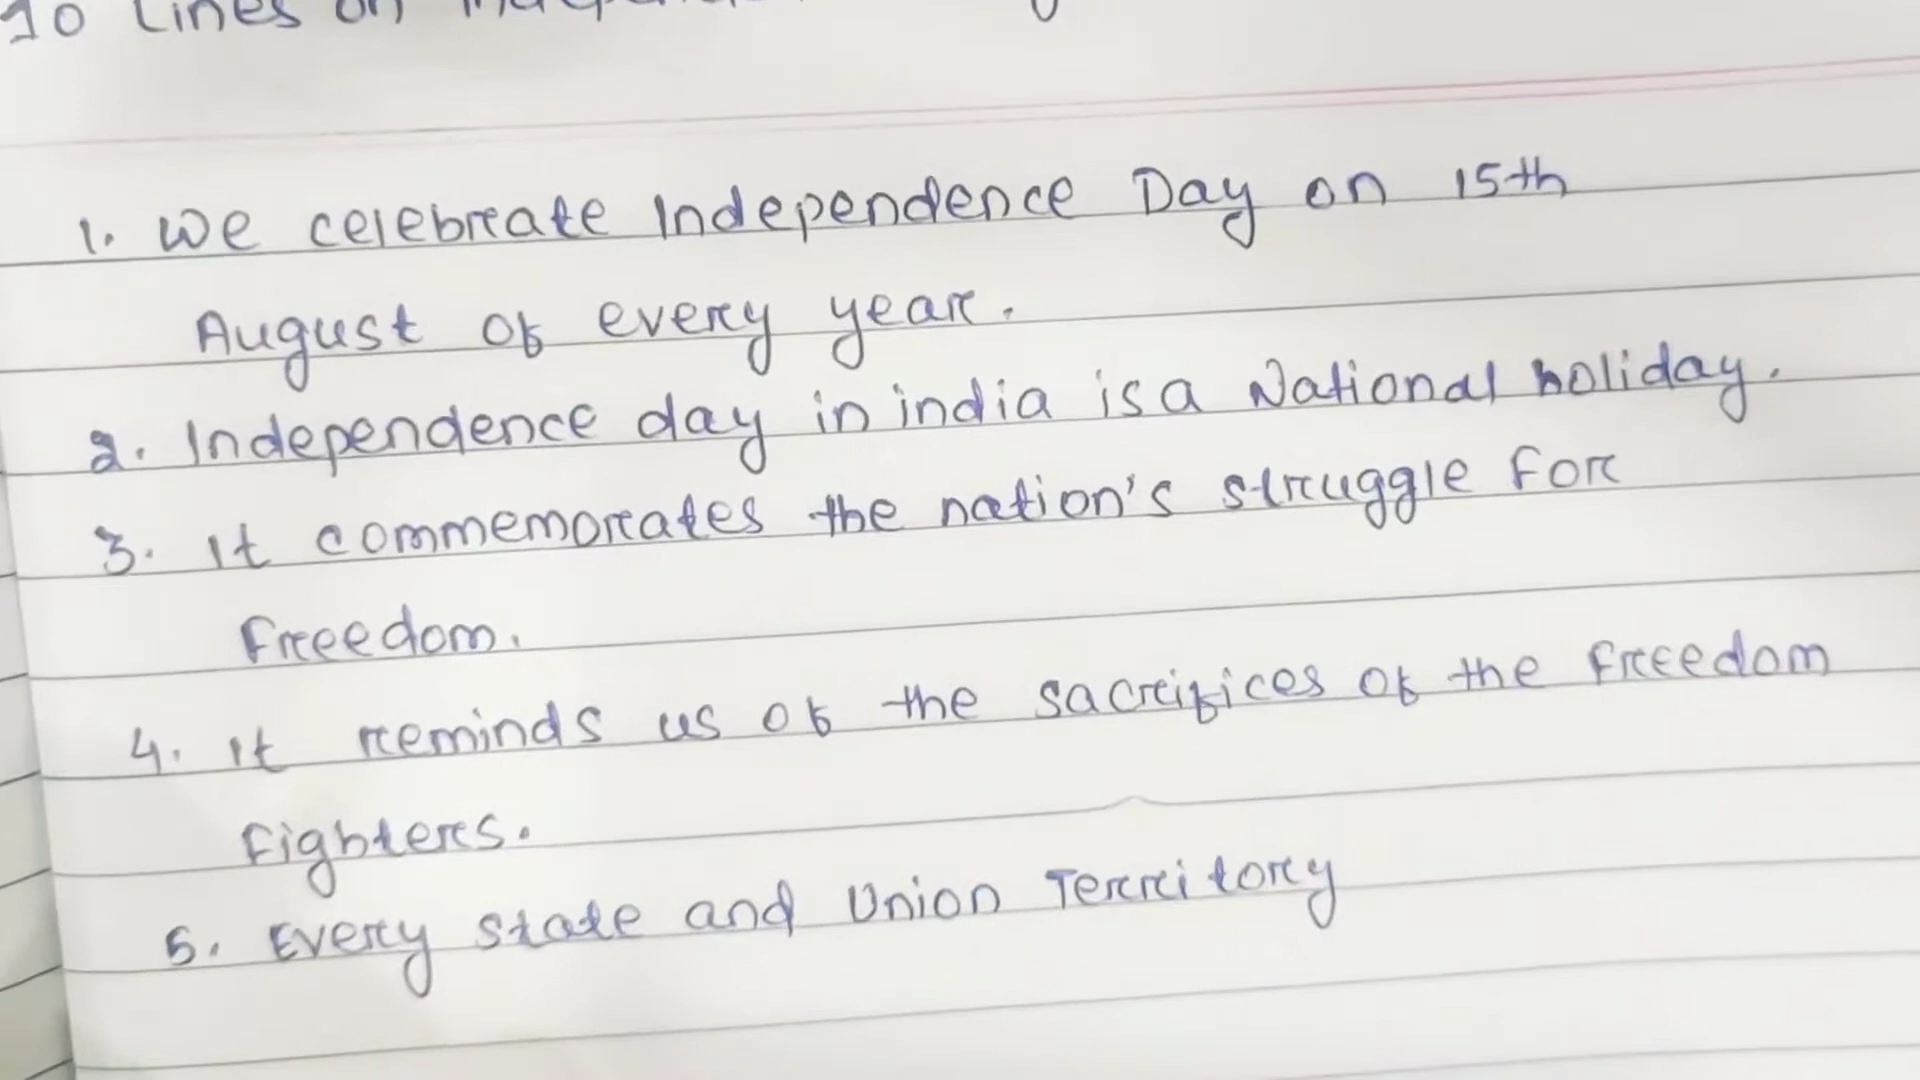 10 Lines on Independence Day
1. We celebrate Independence Day on 15th
August of every year.
2. Independence day in india is a National holiday.
3. It commemorates the nation's struggle For
Freedom.
4. It reminds us of the sacrifices of the Freedom
Fighters.
5. Every state and Union Territory